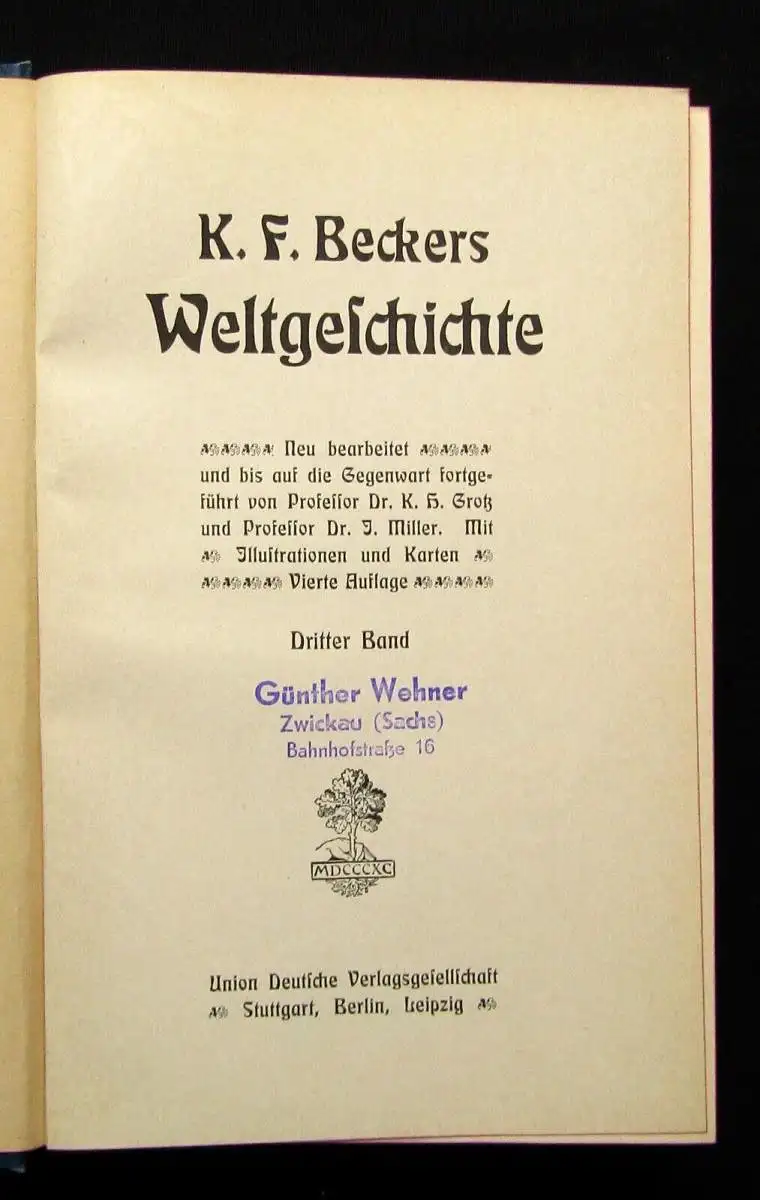 K. F. Beckers
Weltgeſchichte
Neu bearbeitet
und bis auf die Gegenwart fortge-
führt von Profeſſor Dr. K. H. Grotz
und Profeſſor Dr. J. Miller. Mit
Illuſtrationen und Karten
Vierte Auflage
Dritter Band
Günther Wehner
Zwickau (Sachs)
Bahnhofstraße 16
MDCCCXC
Union Deutſche Verlagsgeſellſchaft
Stuttgart, Berlin, Leipzig